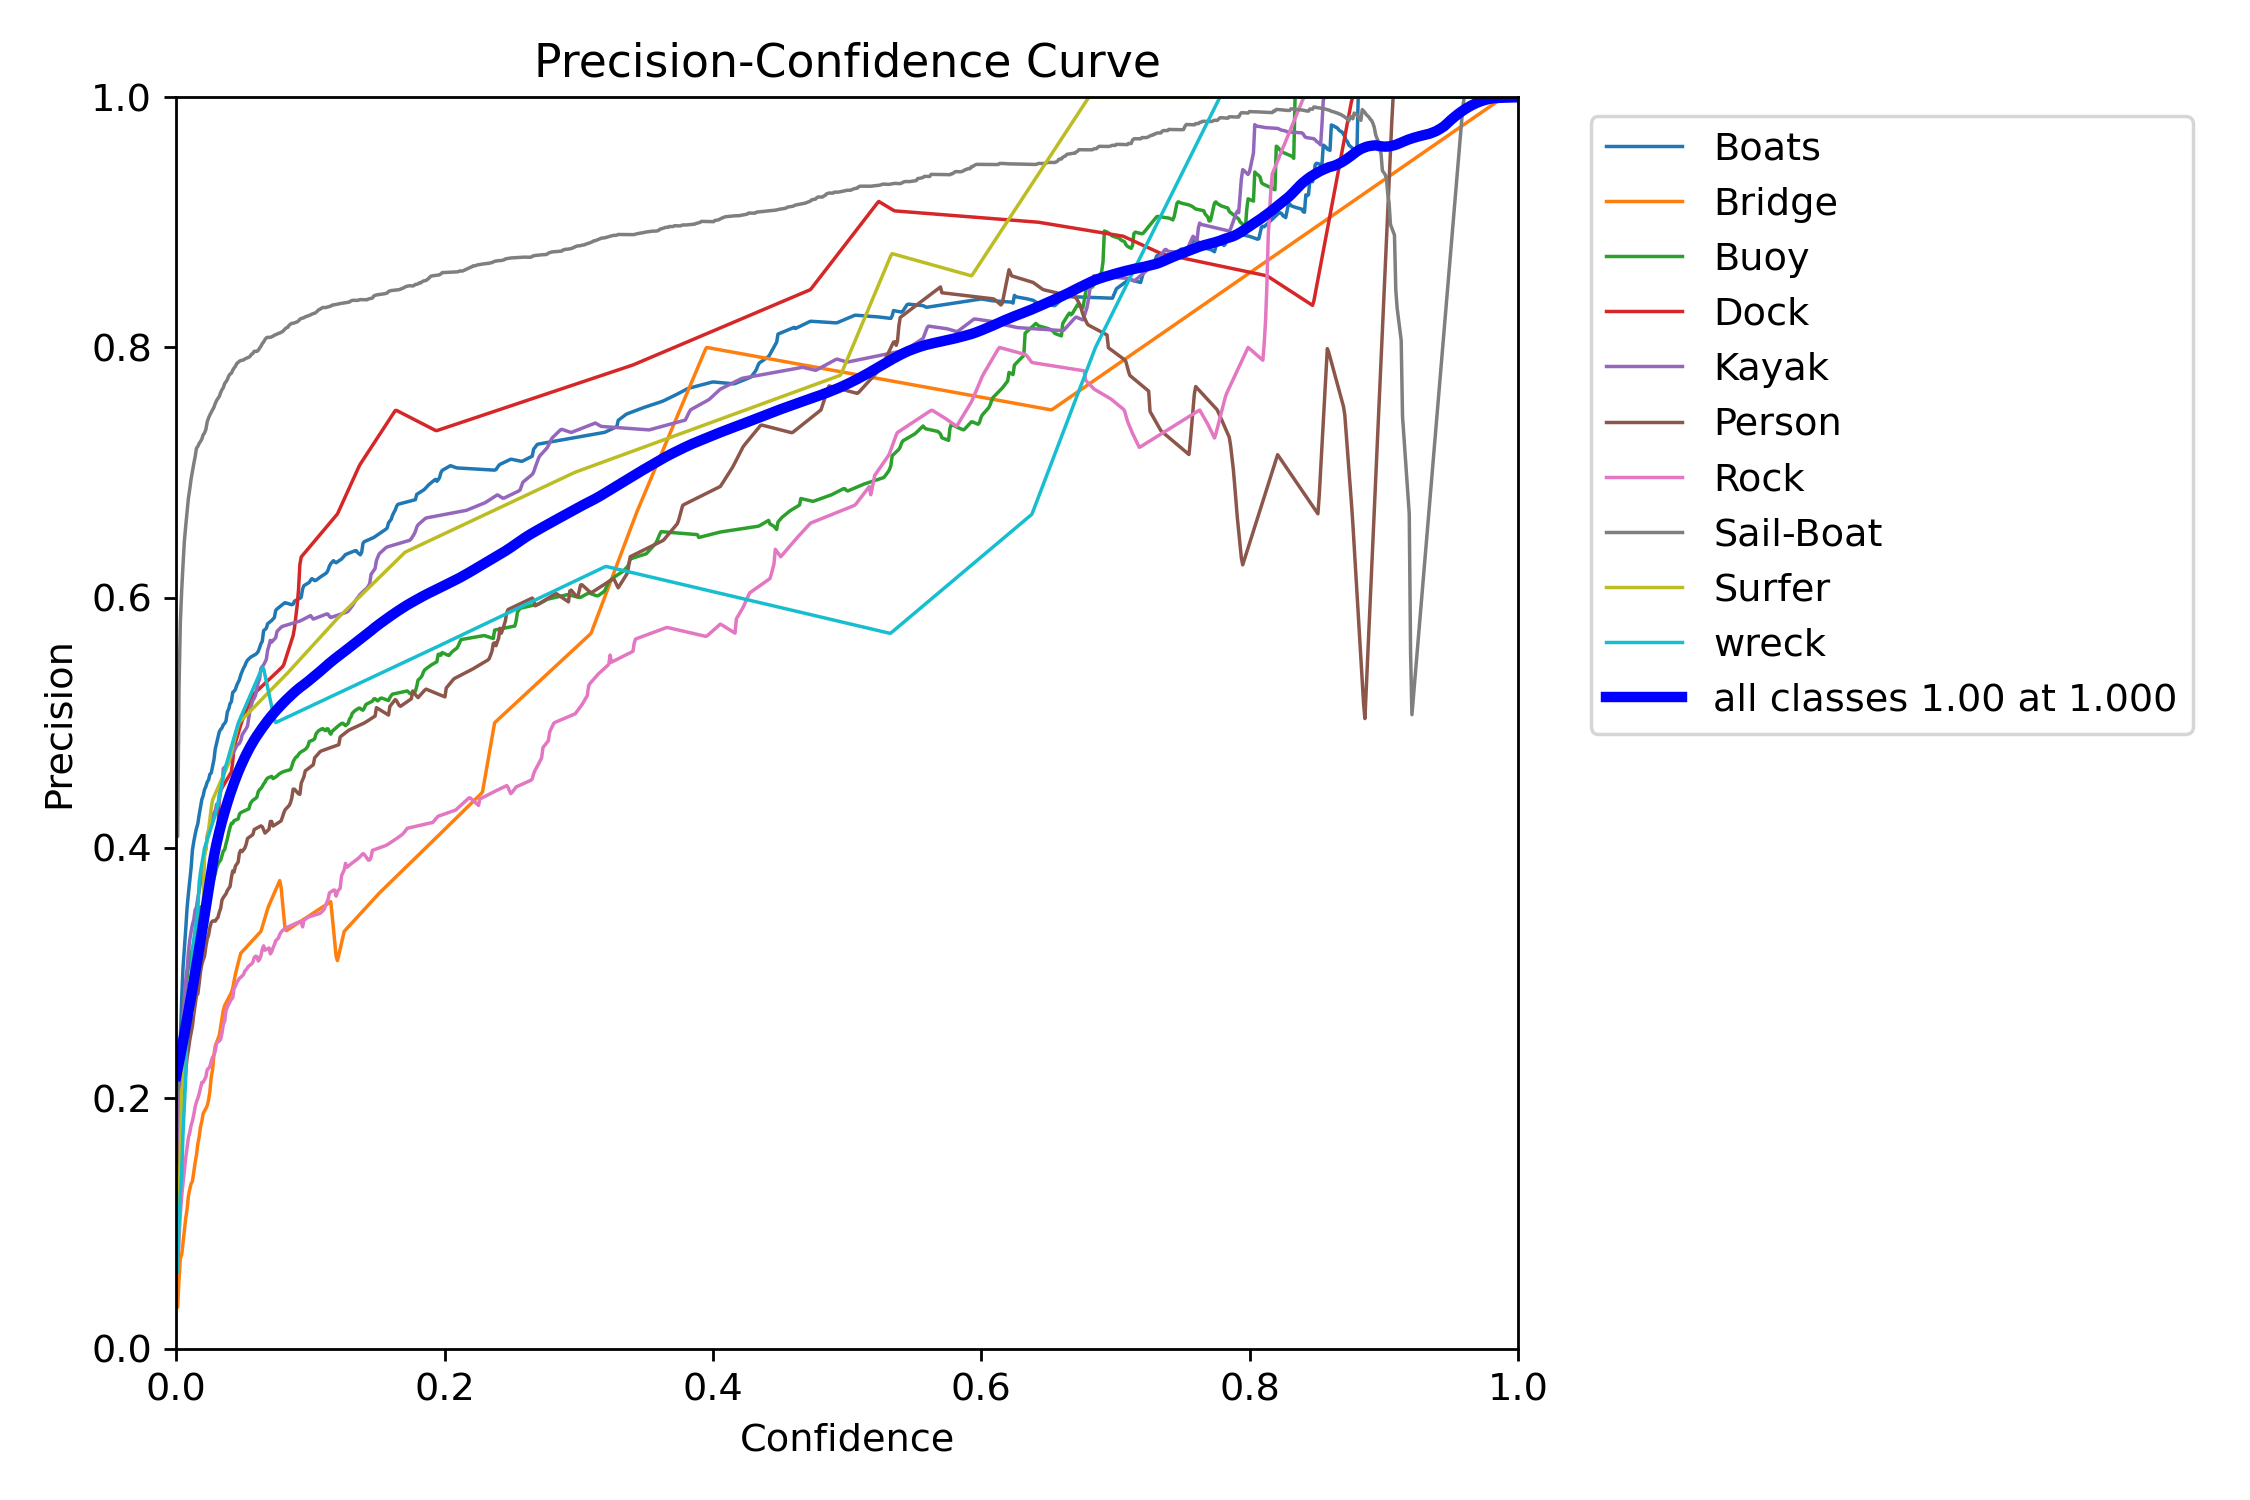 Precision-Confidence Curve
1.0
0.8
0.6
0.4
0.2
0.0
Precision
0.0 0.2 0.4 0.6 0.8 1.0
Confidence
Boats
Bridge
Buoy
Dock
Kayak
Person
Rock
Sail-Boat
Surfer
wreck
all classes 1.00 at 1.000